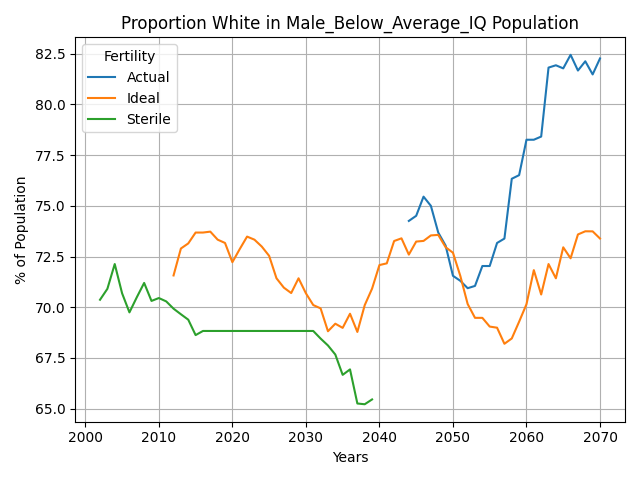 Proportion White in Male_Below_Average_IQ Population
Fertility
Actual
Ideal
Sterile
% of Population
82.5
80.0
77.5
75.0
72.5
70.0
67.5
65.0
2000 2010 2020 2030 2040 2050 2060 2070
Years